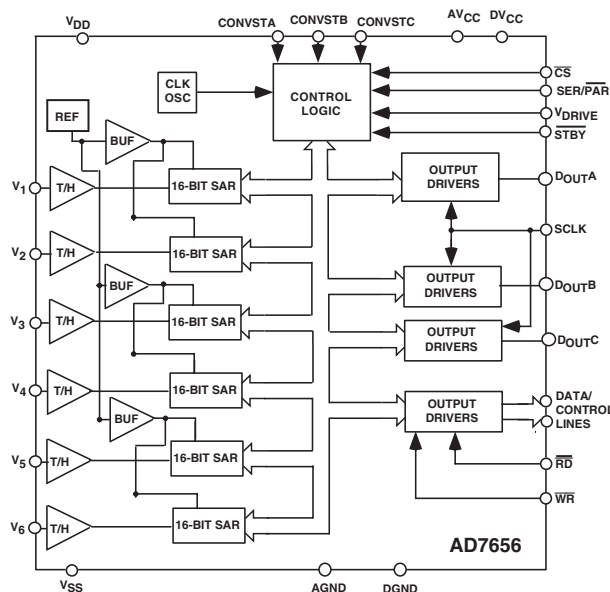 VDD
CONVSTA CONVSTB CONVSTC
AVCC DVCC
CLK
OSC
CONTROL
LOGIC
CS
SER/PAR
VDRIVE
STBY
REF
BUF
OUTPUT
DRIVERS
DOUTA
V1
T/H
16-BIT SAR
SCLK
V2
T/H
16-BIT SAR
BUF
OUTPUT
DRIVERS
DOUTB
V3
T/H
16-BIT SAR
OUTPUT
DRIVERS
DOUTC
V4
T/H
16-BIT SAR
BUF
OUTPUT
DRIVERS
DATA/
CONTROL
LINES
V5
T/H
16-BIT SAR
RD
WR
V6
T/H
16-BIT SAR
AD7656
VSS
AGND
DGND